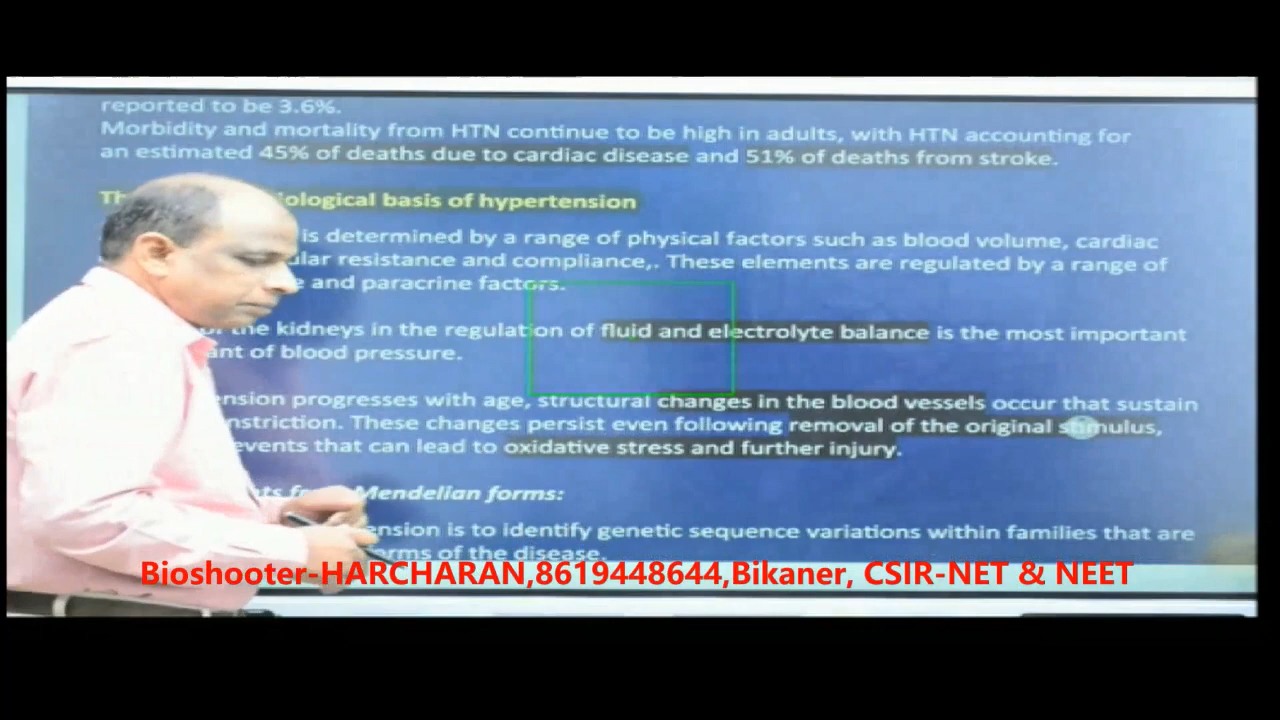 reported to be 3.6%.
Morbidity and mortality from HTN continue to be high in adults, with HTN accounting for
an estimated 45% of deaths due to cardiac disease and 51% of deaths from stroke.
basis of hypertension
is determined by a range of physical factors such as blood volume, cardiac
resistance and compliance,. These elements are regulated by a range of
and paracrine factors.
the kidneys in the regulation of fluid and electrolyte balance is the most important
of blood pressure.
progresses with age, structural changes in the blood vessels occur that sustain
These changes persist even following removal of the original stimulus,
events that can lead to oxidative stress and further injury.
Mendelian forms:
is to identify genetic sequence variations within families that are
of the disease.
Bioshooter-HARCHARAN,8619448644,Bikaner, CSIR-NET & NEET